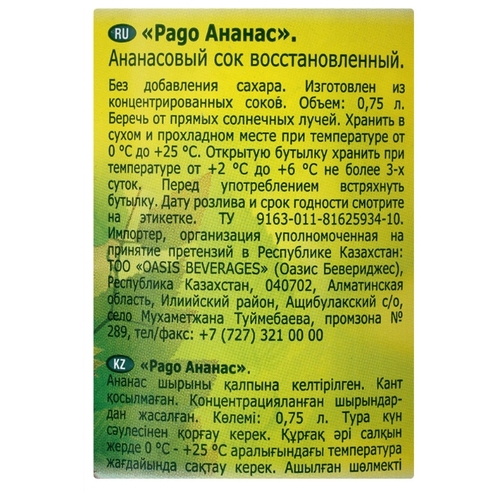 RU «Радо Ананас».
Ананасовый сок восстановленный.
Без добавления сахара. Изготовлен из
концентрированных соков. Объем: 0,75 л.
Беречь от прямых солнечных лучей. Хранить в
сухом и прохладном месте при температуре от
0 °С до +25 °С. Открытую бутылку хранить при
температуре от +2 °С до +6 °С не более 3-х
суток. Перед употреблением встряхнуть
бутылку. Дату розлива и срок годности смотрите
на этикетке. ТУ 9163-011-81625934-10.
Импортер, организация уполномоченная на
принятие претензий в Республике Казахстан:
ТОО «OASIS BEVERAGES» (Оазис Бевериджес),
Республика Казахстан, 040702, Алматинская
область, Илийский район, Ащибулакский с/о,
село Мухаметжана Туймебаева, промзона №
289, тел/факс: +7 (727) 321 00 00
KZ «Радо Ананас».
Ананас шырыны қалпына келтірілген. Кант
қосылмаған. Концентрацияланған шырындар-
дан жасалған. Көлемі: 0,75 л. Тура күн
сәулесінен қорғау керек. Құрғақ әрі салқын
жерде 0 °С - +25 °С аралығындағы температура
жағдайында сақтау керек. Ашылған шөлмекті